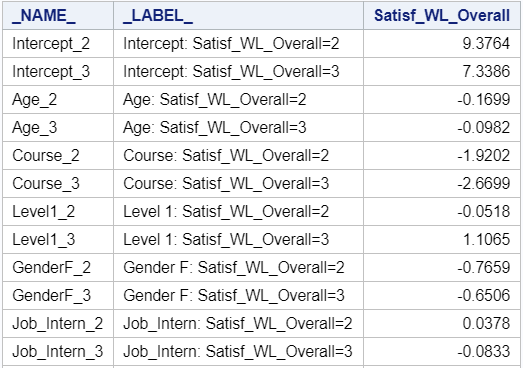 _NAME_ _LABEL_ Satisf_WL_Overall
Intercept_2 Intercept: Satisf_WL_Overall=2 9.3764
Intercept_3 Intercept: Satisf_WL_Overall=3 7.3386
Age_2 Age: Satisf_WL_Overall=2 -0.1699
Age_3 Age: Satisf_WL_Overall=3 -0.0982
Course_2 Course: Satisf_WL_Overall=2 -1.9202
Course_3 Course: Satisf_WL_Overall=3 -2.6699
Level1_2 Level 1: Satisf_WL_Overall=2 -0.0518
Level1_3 Level 1: Satisf_WL_Overall=3 1.1065
GenderF_2 Gender F: Satisf_WL_Overall=2 -0.7659
GenderF_3 Gender F: Satisf_WL_Overall=3 -0.6506
Job_Intern_2 Job_Intern: Satisf_WL_Overall=2 0.0378
Job_Intern_3 Job_Intern: Satisf_WL_Overall=3 -0.0833